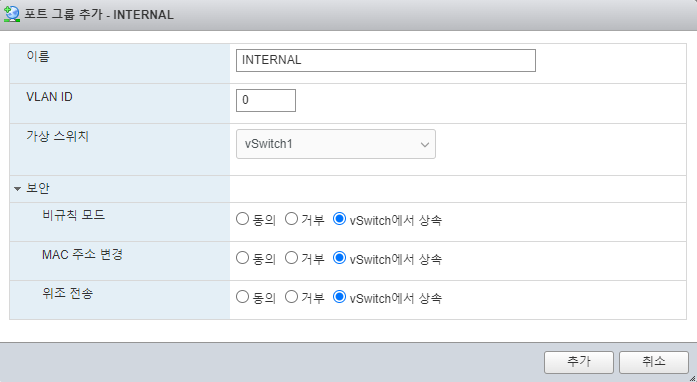 포트 그룹 추가 - INTERNAL
이름 INTERNAL
VLAN ID 0
가상 스위치 vSwitch1
보안
비규칙 모드 동의 거부 vSwitch에서 상속
MAC 주소 변경 동의 거부 vSwitch에서 상속
위조 전송 동의 거부 vSwitch에서 상속
추가 취소